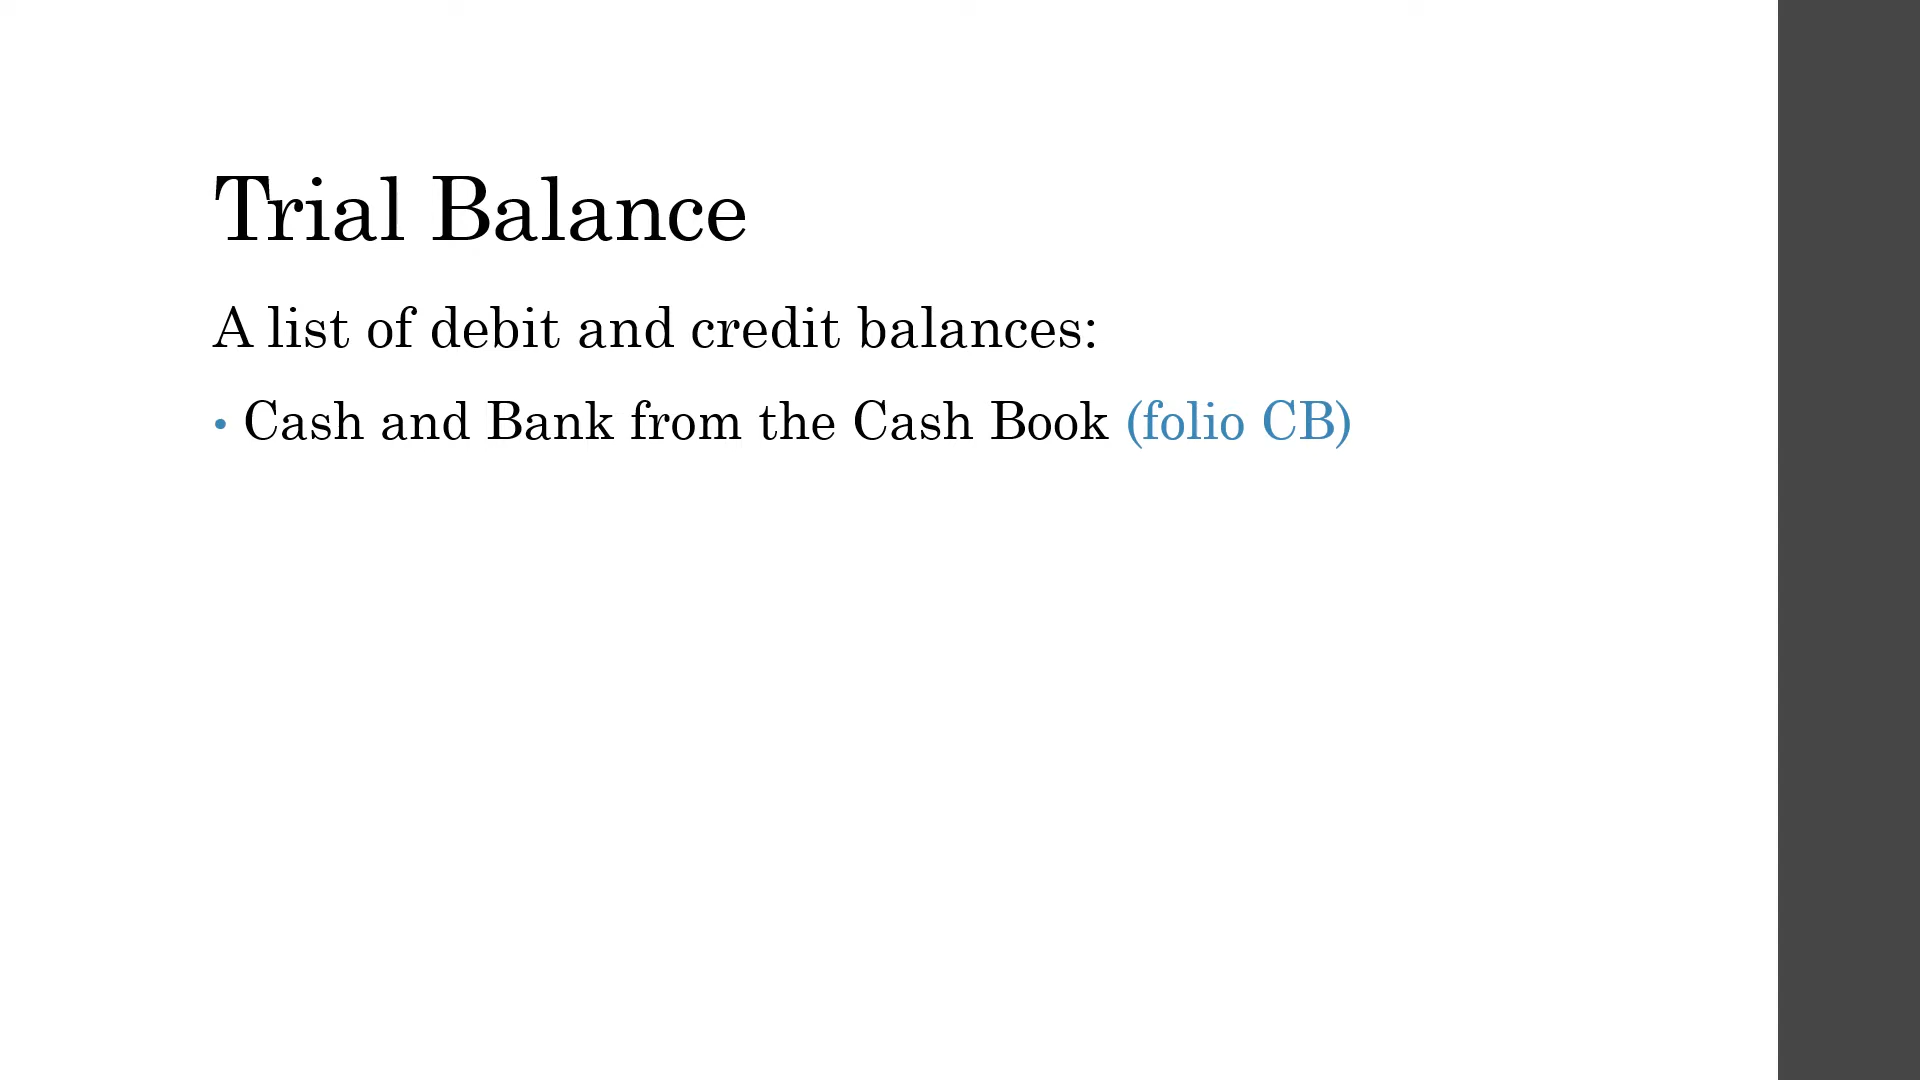 Trial Balance
A list of debit and credit balances:
• Cash and Bank from the Cash Book (folio CB)